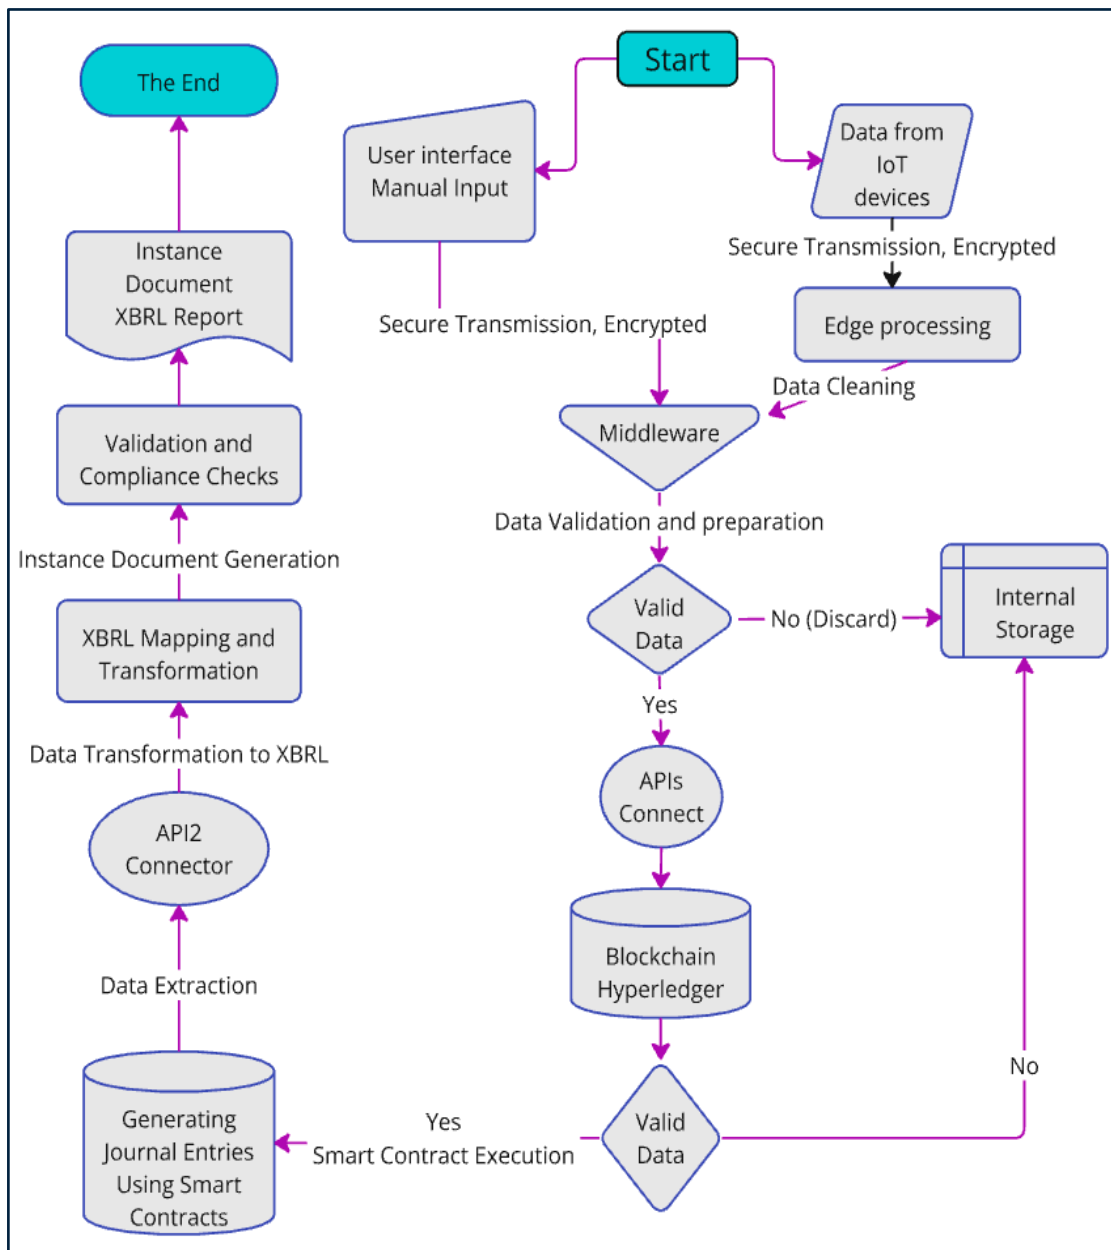 Start
The End
User interface
Manual Input
Data from
IoT
devices
Secure Transmission, Encrypted
Edge processing
Data Cleaning
Secure Transmission, Encrypted
Middleware
Data Validation and preparation
Valid
Data
No (Discard)
Internal
Storage
Yes
APIs
Connect
Blockchain
Hyperledger
Valid
Data
No
Yes
Smart Contract Execution
Generating
Journal Entries
Using Smart
Contracts
Data Extraction
API2
Connector
Data Transformation to XBRL
XBRL Mapping and
Transformation
Instance Document Generation
Validation and
Compliance Checks
Instance
Document
XBRL Report